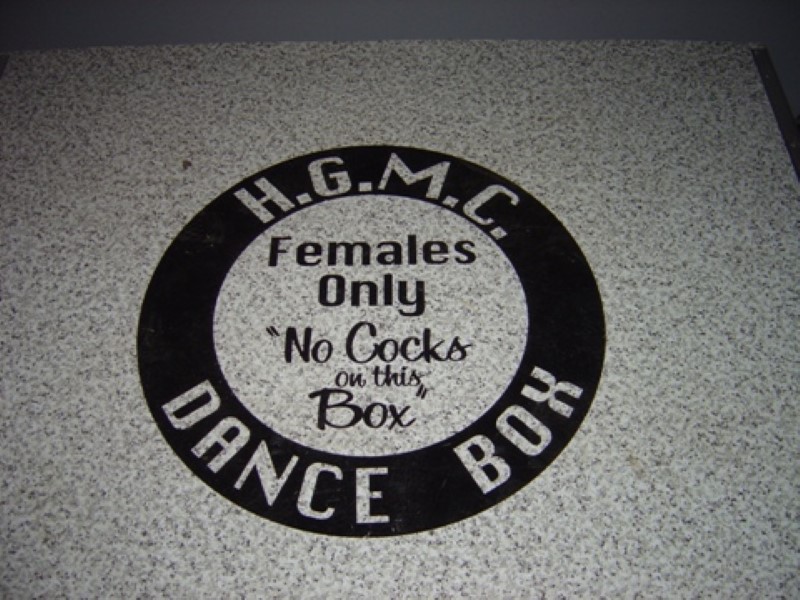 H.G.M.C.
Females
Only
"No Cocks
on this
Box"
DANCE BOX